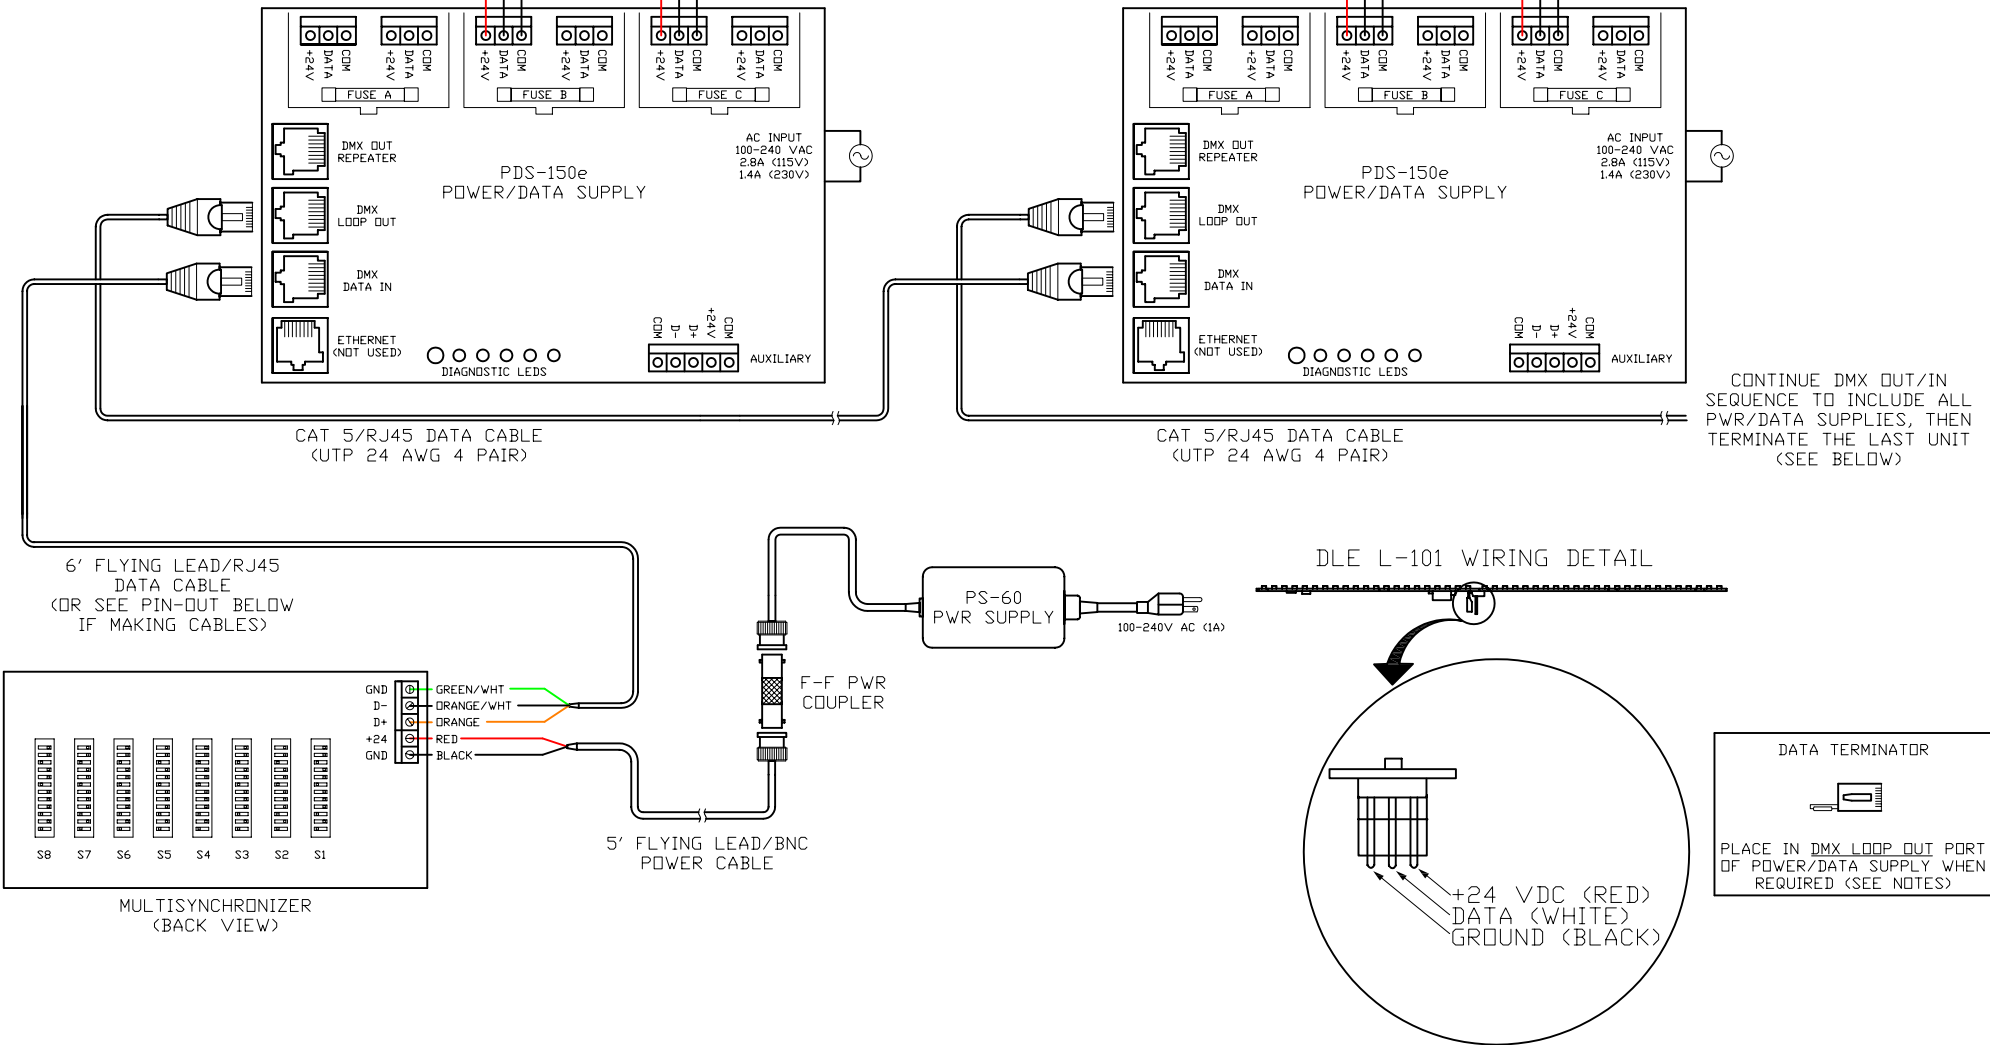 +24V DATA COM
+24V DATA COM
FUSE A
+24V DATA COM
+24V DATA COM
FUSE B
+24V DATA COM
+24V DATA COM
FUSE C
DMX OUT
REPEATER
DMX
LOOP OUT
DMX
DATA IN
ETHERNET
(NOT USED)
PDS-150e
POWER/DATA SUPPLY
AC INPUT
100-240 VAC
2.8A (115V)
1.4A (230V)
DIAGNOSTIC LEDS
COM D- D+ +24V COM
AUXILIARY
+24V DATA COM
+24V DATA COM
FUSE A
+24V DATA COM
+24V DATA COM
FUSE B
+24V DATA COM
+24V DATA COM
FUSE C
DMX OUT
REPEATER
DMX
LOOP OUT
DMX
DATA IN
ETHERNET
(NOT USED)
PDS-150e
POWER/DATA SUPPLY
AC INPUT
100-240 VAC
2.8A (115V)
1.4A (230V)
DIAGNOSTIC LEDS
COM D- D+ +24V COM
AUXILIARY
CAT 5/RJ45 DATA CABLE
(UTP 24 AWG 4 PAIR)
CAT 5/RJ45 DATA CABLE
(UTP 24 AWG 4 PAIR)
CONTINUE DMX OUT/IN
SEQUENCE TO INCLUDE ALL
PWR/DATA SUPPLIES, THEN
TERMINATE THE LAST UNIT
(SEE BELOW)
6' FLYING LEAD/RJ45
DATA CABLE
(OR SEE PIN-OUT BELOW
IF MAKING CABLES)
PS-60
PWR SUPPLY
100-240V AC (1A)
F-F PWR
COUPLER
5' FLYING LEAD/BNC
POWER CABLE
GND GREEN/WHT
D- ORANGE/WHT
D+ ORANGE
+24 RED
GND BLACK
S8 S7 S6 S5 S4 S3 S2 S1
MULTISYNCHRONIZER
(BACK VIEW)
DLE L-101 WIRING DETAIL
+24 VDC (RED)
DATA (WHITE)
GROUND (BLACK)
DATA TERMINATOR
PLACE IN DMX LOOP OUT PORT
OF POWER/DATA SUPPLY WHEN
REQUIRED (SEE NOTES)